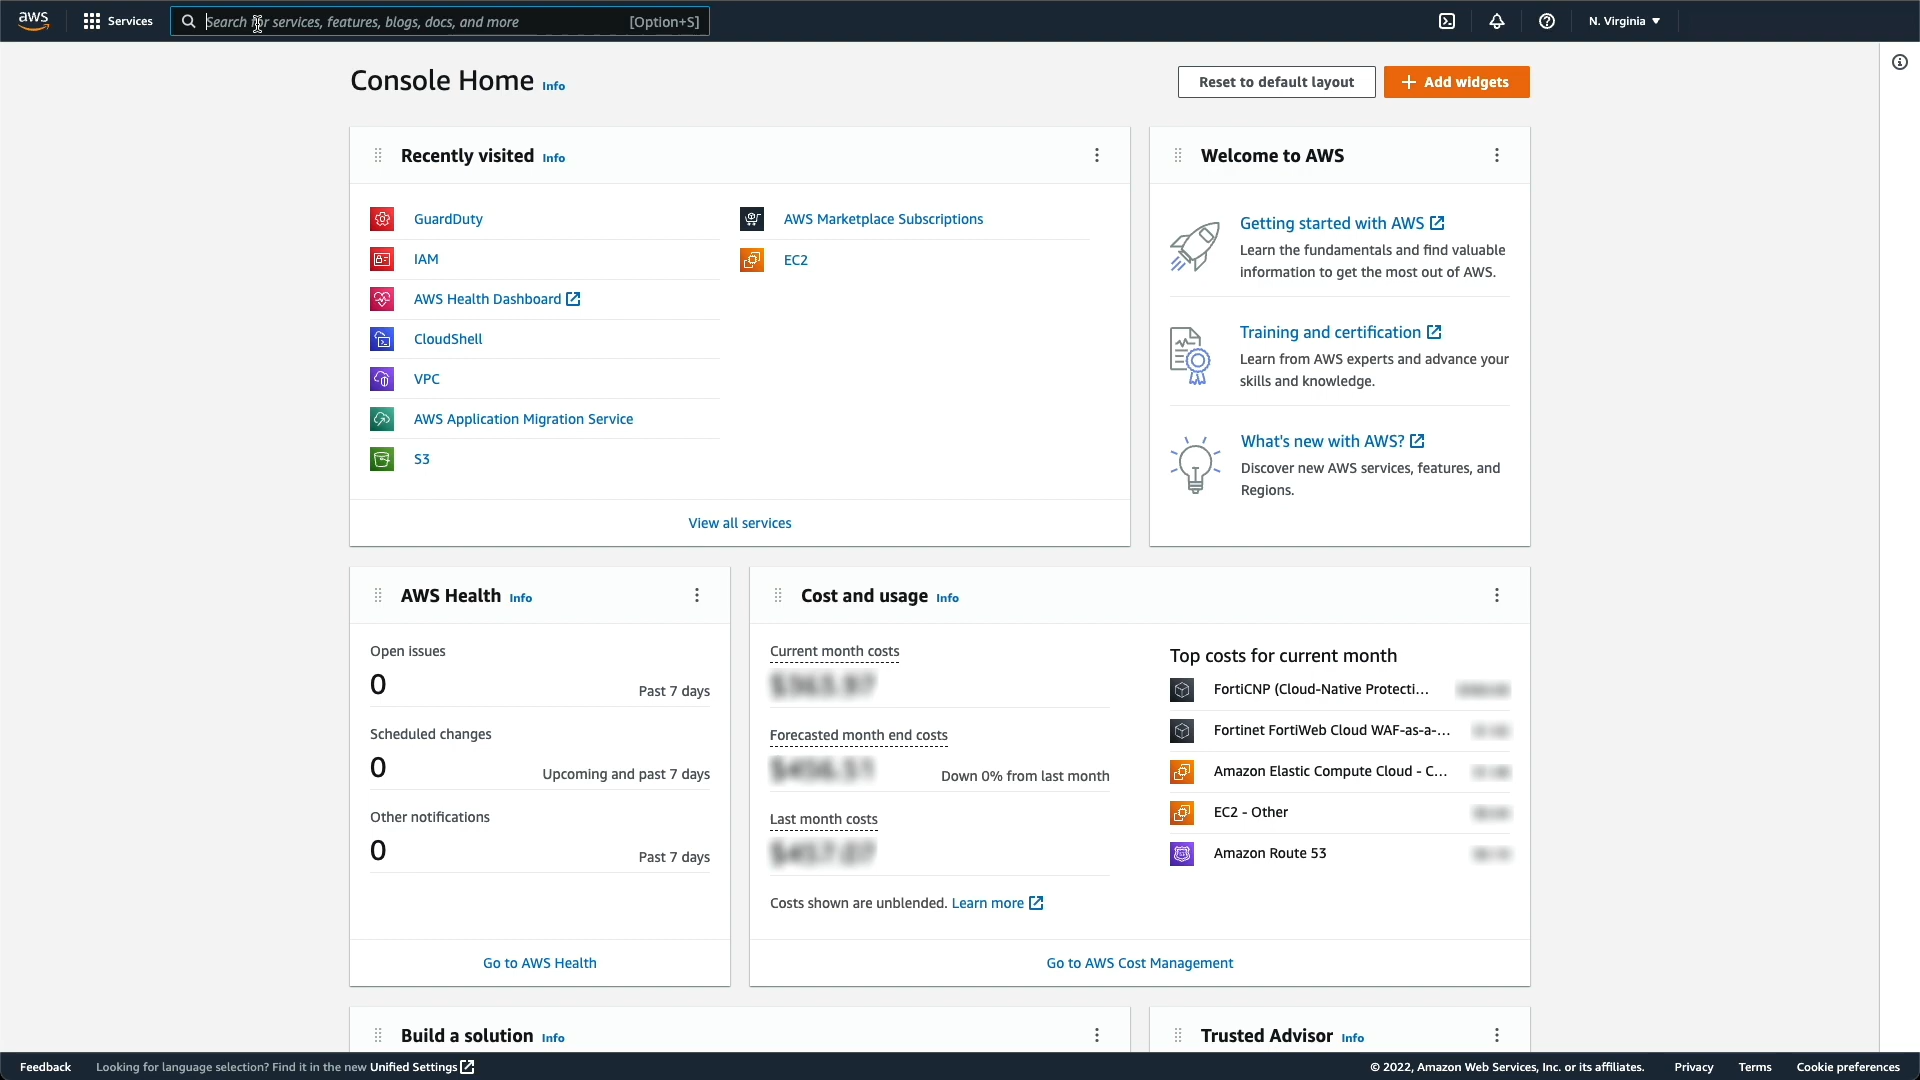 aws
Services
Search for services, features, blogs, docs, and more
[Option+S]
N. Virginia
Console Home Info
Reset to default layout
Add widgets
Recently visited Info
GuardDuty
IAM
AWS Health Dashboard
CloudShell
VPC
AWS Application Migration Service
S3
AWS Marketplace Subscriptions
EC2
View all services
Welcome to AWS
Getting started with AWS
Learn the fundamentals and find valuable
information to get the most out of AWS.
Training and certification
Learn from AWS experts and advance your
skills and knowledge.
What's new with AWS?
Discover new AWS services, features, and
Regions.
AWS Health Info
Open issues
0
Past 7 days
Scheduled changes
0
Upcoming and past 7 days
Other notifications
0
Past 7 days
Go to AWS Health
Cost and usage Info
Current month costs
Forecasted month end costs
Down 0% from last month
Last month costs
Costs shown are unblended. Learn more
Top costs for current month
FortiCNP (Cloud-Native Protecti...
Fortinet FortiWeb Cloud WAF-as-a-...
Amazon Elastic Compute Cloud - C...
EC2 - Other
Amazon Route 53
Go to AWS Cost Management
Build a solution Info
Trusted Advisor Info
Feedback
Looking for language selection? Find it in the new Unified Settings
© 2022, Amazon Web Services, Inc. or its affiliates.
Privacy
Terms
Cookie preferences